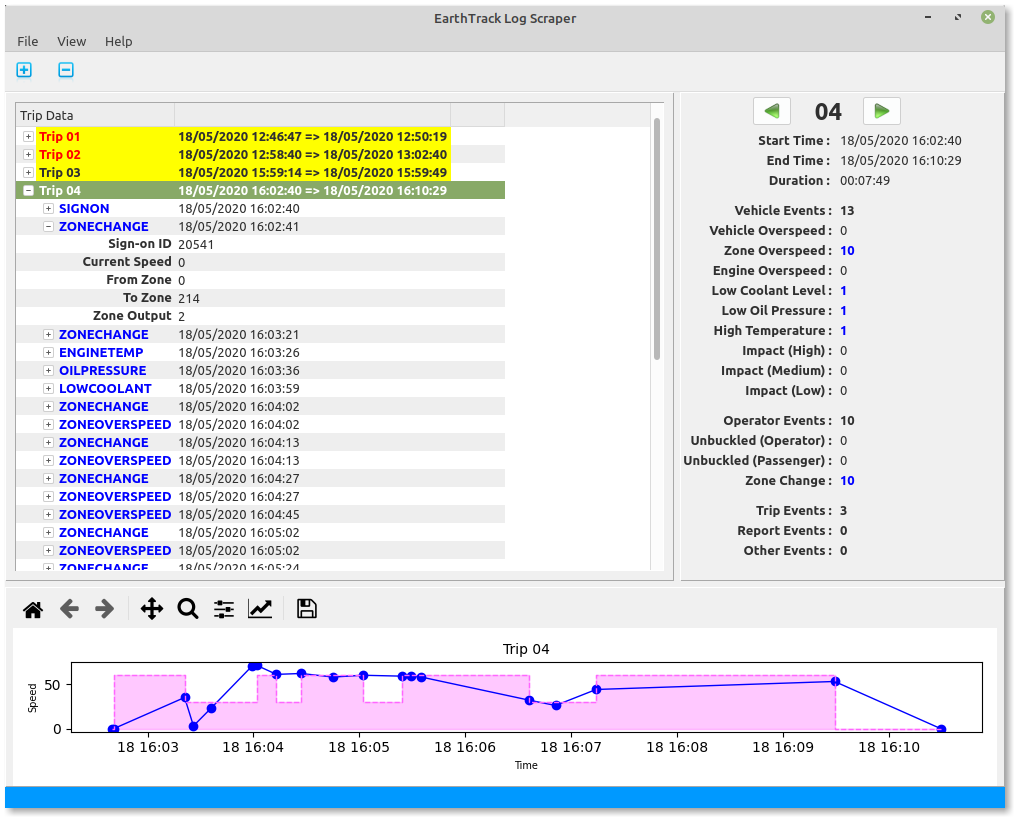 EarthTrack Log Scraper
File View Help
Trip Data
Trip 01 18/05/2020 12:46:47 => 18/05/2020 12:50:19
Trip 02 18/05/2020 12:58:40 => 18/05/2020 13:02:40
Trip 03 18/05/2020 15:59:14 => 18/05/2020 15:59:49
Trip 04 18/05/2020 16:02:40 => 18/05/2020 16:10:29
SIGNON 18/05/2020 16:02:40
ZONECHANGE 18/05/2020 16:02:41
Sign-on ID 20541
Current Speed 0
From Zone 0
To Zone 214
Zone Output 2
ZONECHANGE 18/05/2020 16:03:21
ENGINETEMP 18/05/2020 16:03:26
OILPRESSURE 18/05/2020 16:03:36
LOWCOOLANT 18/05/2020 16:03:59
ZONECHANGE 18/05/2020 16:04:02
ZONEOVERSPEED 18/05/2020 16:04:02
ZONECHANGE 18/05/2020 16:04:13
ZONEOVERSPEED 18/05/2020 16:04:13
ZONECHANGE 18/05/2020 16:04:27
ZONEOVERSPEED 18/05/2020 16:04:27
ZONEOVERSPEED 18/05/2020 16:04:45
ZONECHANGE 18/05/2020 16:05:02
ZONEOVERSPEED 18/05/2020 16:05:02
ZONECHANGE 18/05/2020 16:05:24
04
Start Time : 18/05/2020 16:02:40
End Time : 18/05/2020 16:10:29
Duration : 00:07:49
Vehicle Events : 13
Vehicle Overspeed : 0
Zone Overspeed : 10
Engine Overspeed : 0
Low Coolant Level : 1
Low Oil Pressure : 1
High Temperature : 1
Impact (High) : 0
Impact (Medium) : 0
Impact (Low) : 0
Operator Events : 10
Unbuckled (Operator) : 0
Unbuckled (Passenger) : 0
Zone Change : 10
Trip Events : 3
Report Events : 0
Other Events : 0
Trip 04
Speed
50
0
18 16:03 18 16:04 18 16:05 18 16:06 18 16:07 18 16:08 18 16:09 18 16:10
Time